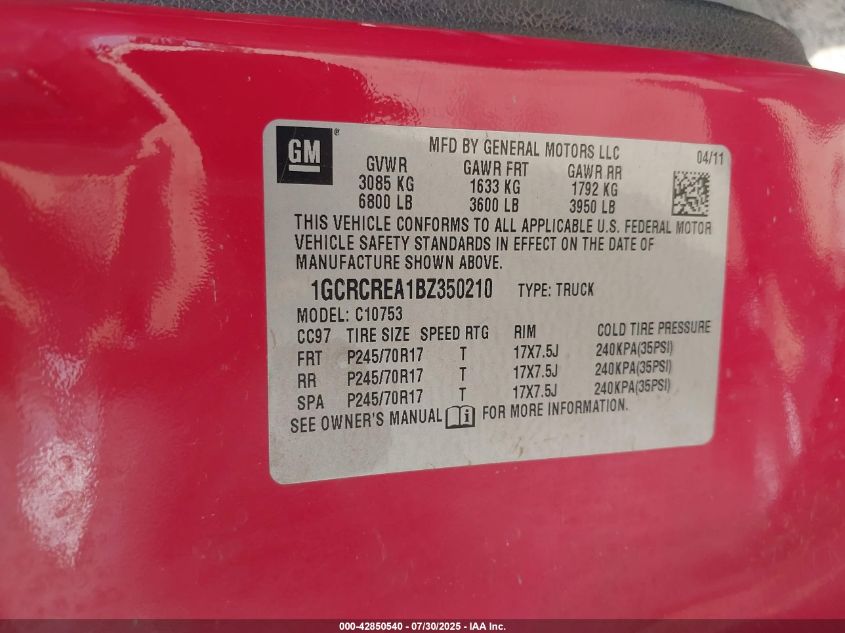 GM
MFD BY GENERAL MOTORS LLC 04/11
GVWR GAWR FRT GAWR RR
3085 KG 1633 KG 1792 KG
6800 LB 3600 LB 3950 LB
THIS VEHICLE CONFORMS TO ALL APPLICABLE U.S. FEDERAL MOTOR
VEHICLE SAFETY STANDARDS IN EFFECT ON THE DATE OF
MANUFACTURE SHOWN ABOVE.
1GCRCREA1BZ350210 TYPE: TRUCK
MODEL: C10753
CC97 TIRE SIZE SPEED RTG RIM COLD TIRE PRESSURE
FRT P245/70R17 T 17X7.5J 240KPA(35PSI)
RR P245/70R17 T 17X7.5J 240KPA(35PSI)
SPA P245/70R17 T 17X7.5J 240KPA(35PSI)
SEE OWNER'S MANUAL i FOR MORE INFORMATION.
000-42850540 - 07/30/2025 - IAA Inc.